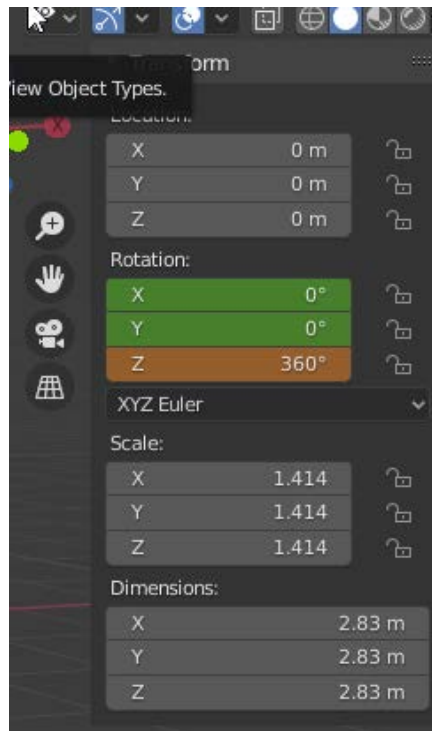 Transform
View Object Types.
Location:
X 0 m
Y 0 m
Z 0 m
Rotation:
X 0°
Y 0°
Z 360°
XYZ Euler
Scale:
X 1.414
Y 1.414
Z 1.414
Dimensions:
X 2.83 m
Y 2.83 m
Z 2.83 m